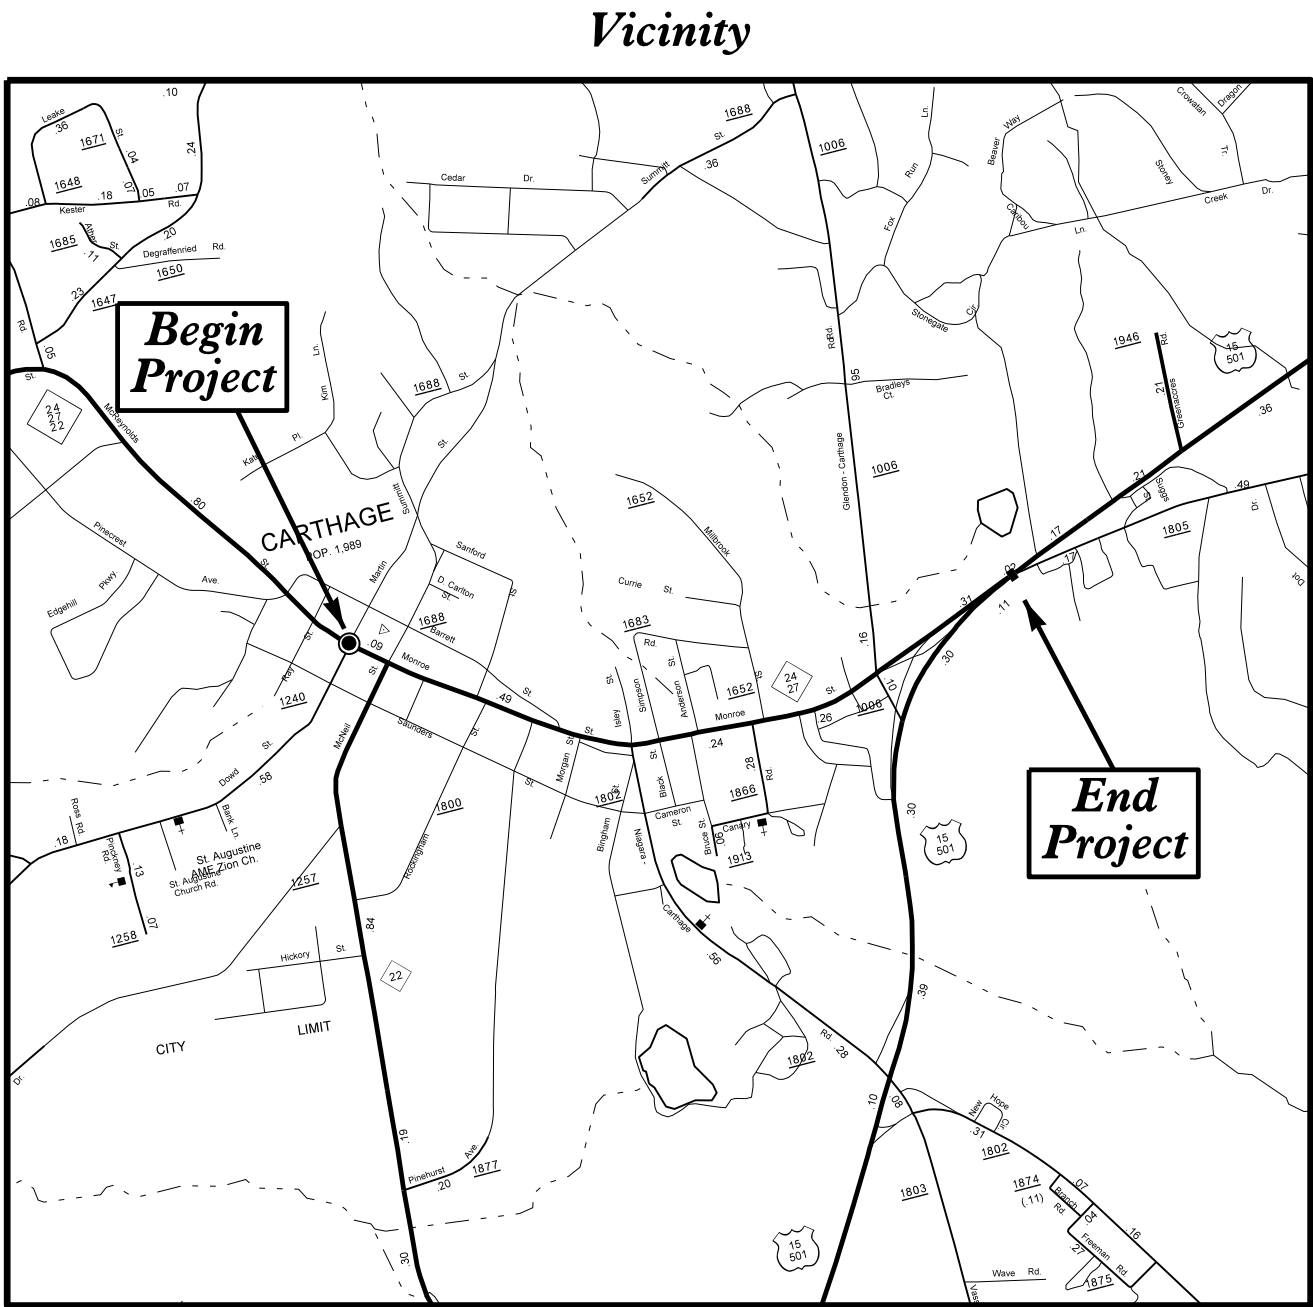 Vicinity
.10
Leake
.36
1671
St.
.04
.24
1688
St.
.36
Summitt
1006
Ln.
Way
Beaver
Crowatan
Dragon
Tr.
Stoney
Creek
Dr.
1648
.18
.07
.05
.07
.08
Kester
Rd.
Cedar
Dr.
Run
Fox
Caribou
Ln.
1685
Ather
St.
.11
.20
Degraffenried
Rd.
1650
.23
1647
Rd.
.05
Begin
Project
Stonegate
Cir.
Rd.
Rd.
1946
Rd.
15
501
.21
Greenacres
.36
St.
24
27
22
McReynolds
Ln.
Km
1688
St.
.95
Bradleys
Ct.
Pl.
St.
Glendon - Carthage
1006
.80
CARTHAGE
POP. 1,989
Summitt
1652
Millbrook
.21
Suggs
St.
.49
Dr.
1805
.17
.17
.02
Pinecrest
St.
Pkwy.
Ave.
Edgehill
Martin
Sanford
D. Carlton
St.
St.
Currie
St.
1683
Rd.
.31
.11
Dot
1688
Barrett
.09
Monroe
St.
St.
Ray
1240
.49
St.
St.
Isley
Simpson
St.
Anderson
1652
St.
24
27
St.
.16
.10
.30
1006
.26
Monroe
.24
McNeil
Saunders
St.
St.
St.
Morgan
St.
St.
Black
.28
Rd.
1866
Dowd
St.
.58
1802
St.
Cameron
St.
1800
Rockingham
Bingham
Niagara -
Bruce St.
.06
Canary
1913
.30
15
501
End
Project
Ross Rd.
.18
Bank Ln
Pinckney
Rd.
.13
St. Augustine
AME Zion Ch.
St. Augustine
Church Rd.
1257
.07
1258
.84
Carthage
.56
Hickory
St.
22
.39
LIMIT
CITY
Dr.
Rd.
.28
1802
.10
.08
New
Hope
Cir.
.31
1802
.19
Pinehurst
Ave.
.20
1877
1803
1874
(.11)
.07
Branch
Rd.
.04
.16
Freeman
Rd
.27
1875
.30
15
501
Wave
Rd.
Vass